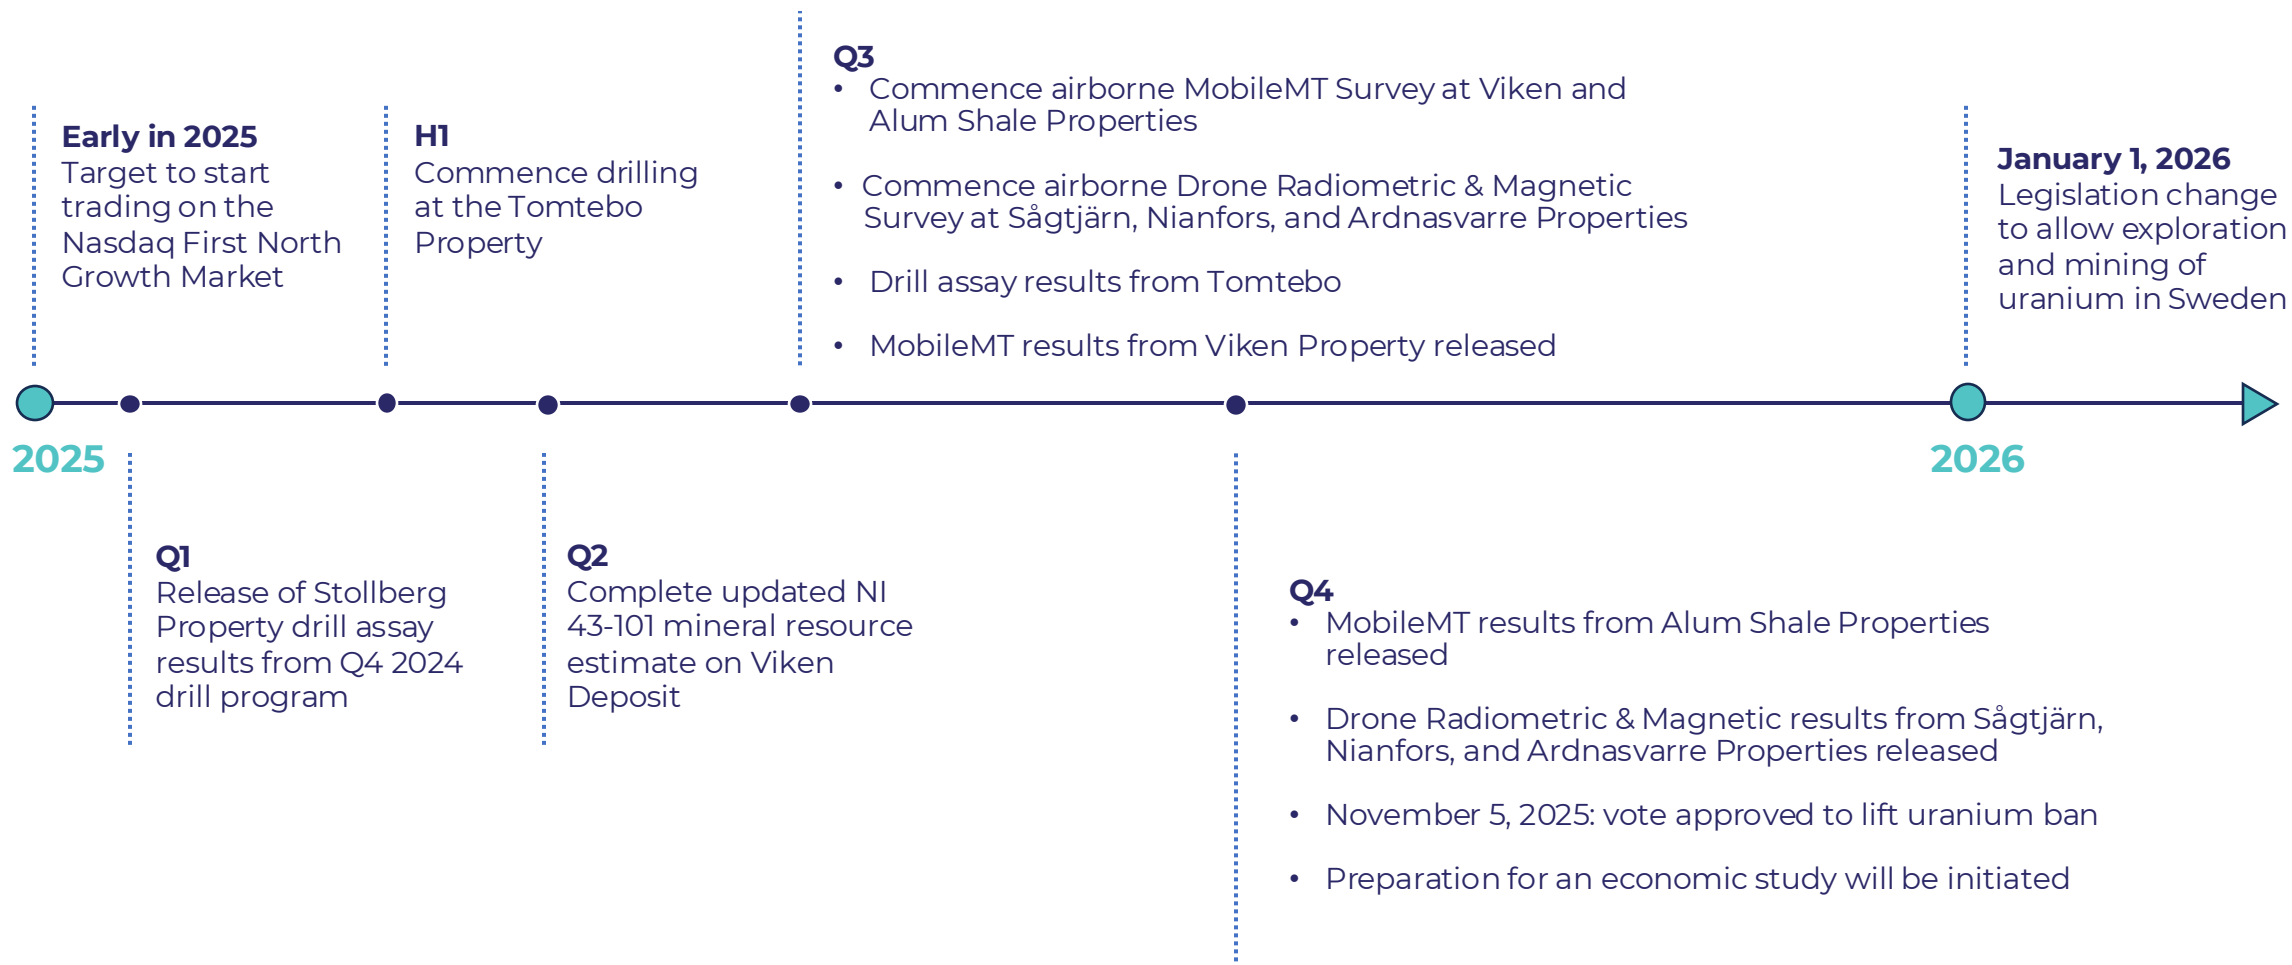 Early in 2025
Target to start
trading on the
Nasdaq First North
Growth Market
H1
Commence drilling
at the Tomtebo
Property
Q3
• Commence airborne MobileMT Survey at Viken and
Alum Shale Properties
• Commence airborne Drone Radiometric & Magnetic
Survey at Sågtjärn, Nianfors, and Ardnasvarre Properties
• Drill assay results from Tomtebo
• MobileMT results from Viken Property released
January 1, 2026
Legislation change
to allow exploration
and mining of
uranium in Sweden
2025
2026
Q1
Release of Stollberg
Property drill assay
results from Q4 2024
drill program
Q2
Complete updated NI
43-101 mineral resource
estimate on Viken
Deposit
Q4
• MobileMT results from Alum Shale Properties
released
• Drone Radiometric & Magnetic results from Sågtjärn,
Nianfors, and Ardnasvarre Properties released
• November 5, 2025: vote approved to lift uranium ban
• Preparation for an economic study will be initiated